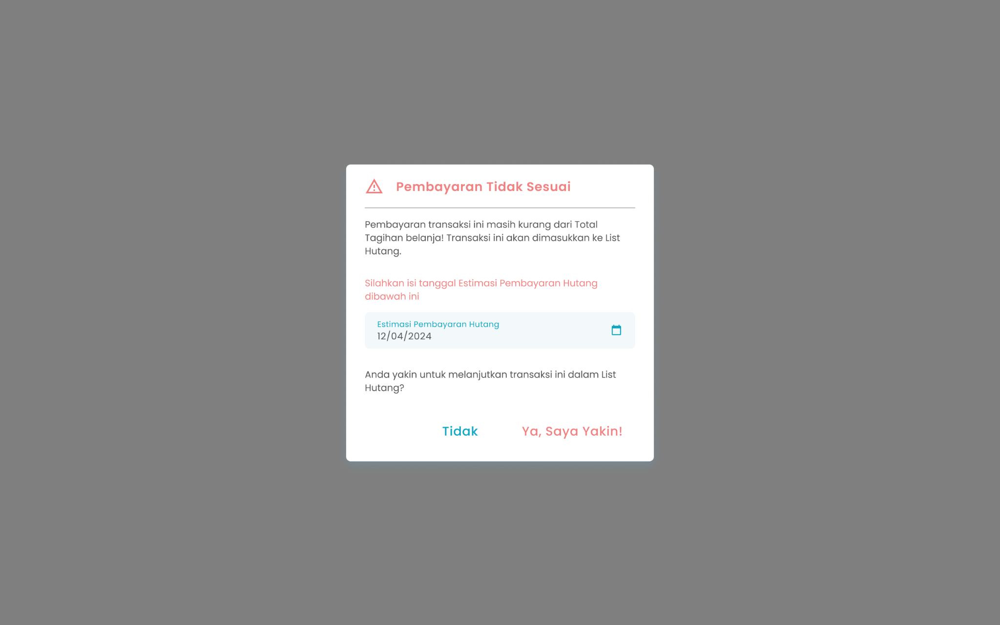 Pembayaran Tidak Sesuai
Pembayaran transaksi ini masih kurang dari Total
Tagihan belanja! Transaksi ini akan dimasukkan ke List
Hutang.
Silahkan isi tanggal Estimasi Pembayaran Hutang
dibawah ini
Estimasi Pembayaran Hutang
12/04/2024
Anda yakin untuk melanjutkan transaksi ini dalam List
Hutang?
Tidak
Ya, Saya Yakin!